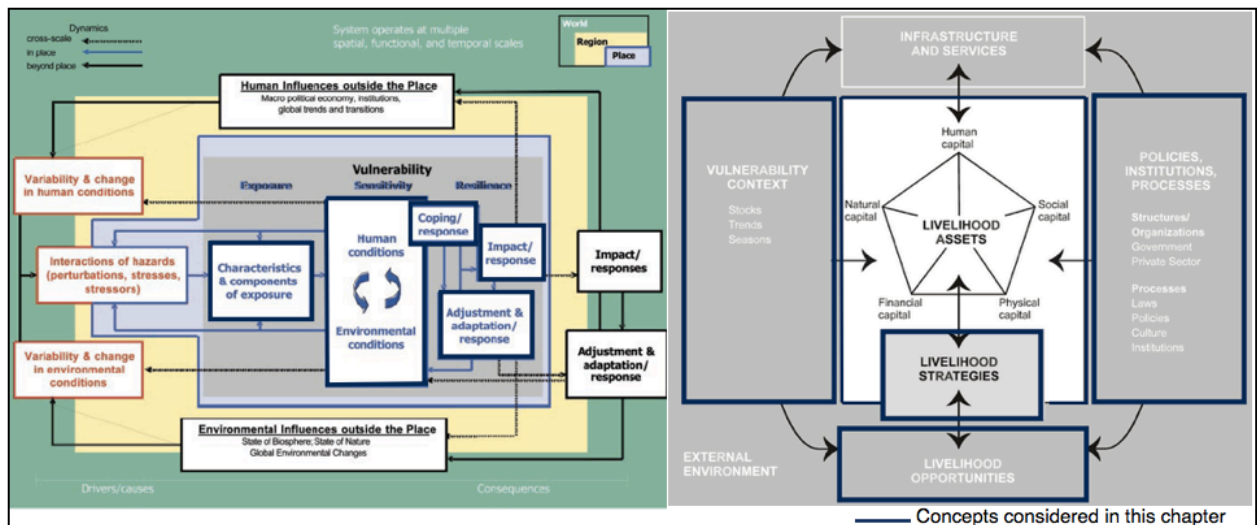 Dynamics
cross-scale
in place
beyond place
System operates at multiple
spatial, functional, and temporal scales
World
Region
Place
Human Influences outside the Place
Macro political economy, institutions,
global trends and transitions
Variability & change
in human conditions
Vulnerability
Exposure
Sensitivity
Resilience
Interactions of hazards
(perturbations, stresses,
stressors)
Characteristics
& components
of exposure
Human
conditions
Environmental
conditions
Coping/
response
Impact/
response
Adjustment &
adaptation/
response
Impact/
responses
Adjustment &
adaptation/
response
Variability & change
in environmental
conditions
Environmental Influences outside the Place
State of Biosphere; State of Nature
Global Environmental Changes
Drivers/causes
Consequences
INFRASTRUCTURE
AND SERVICES
VULNERABILITY
CONTEXT
Stocks
Trends
Seasons
Human
capital
Natural
capital
Social
capital
LIVELIHOOD
ASSETS
Financial
capital
Physical
capital
LIVELIHOOD
STRATEGIES
POLICIES,
INSTITUTIONS,
PROCESSES
Structures/
Organizations
Government
Private Sector
Processes
Laws
Policies
Culture
Institutions
EXTERNAL
ENVIRONMENT
LIVELIHOOD
OPPORTUNITIES
Concepts considered in this chapter